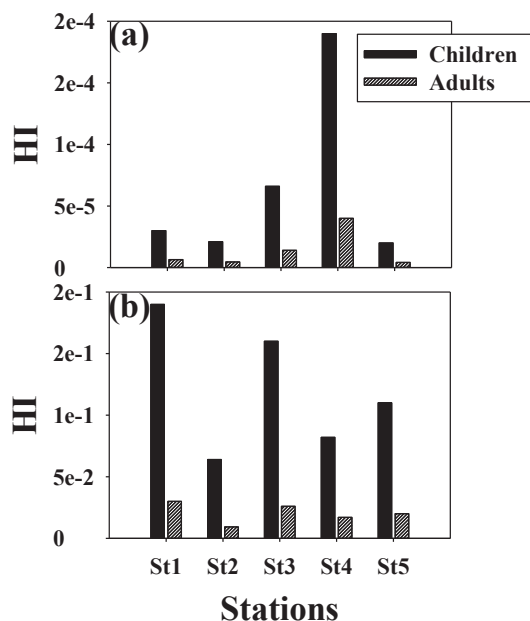 (a)
Children
Adults
HI
2e-4
2e-4
1e-4
5e-5
0
(b)
HI
2e-1
2e-1
1e-1
5e-2
0
St1 St2 St3 St4 St5
Stations